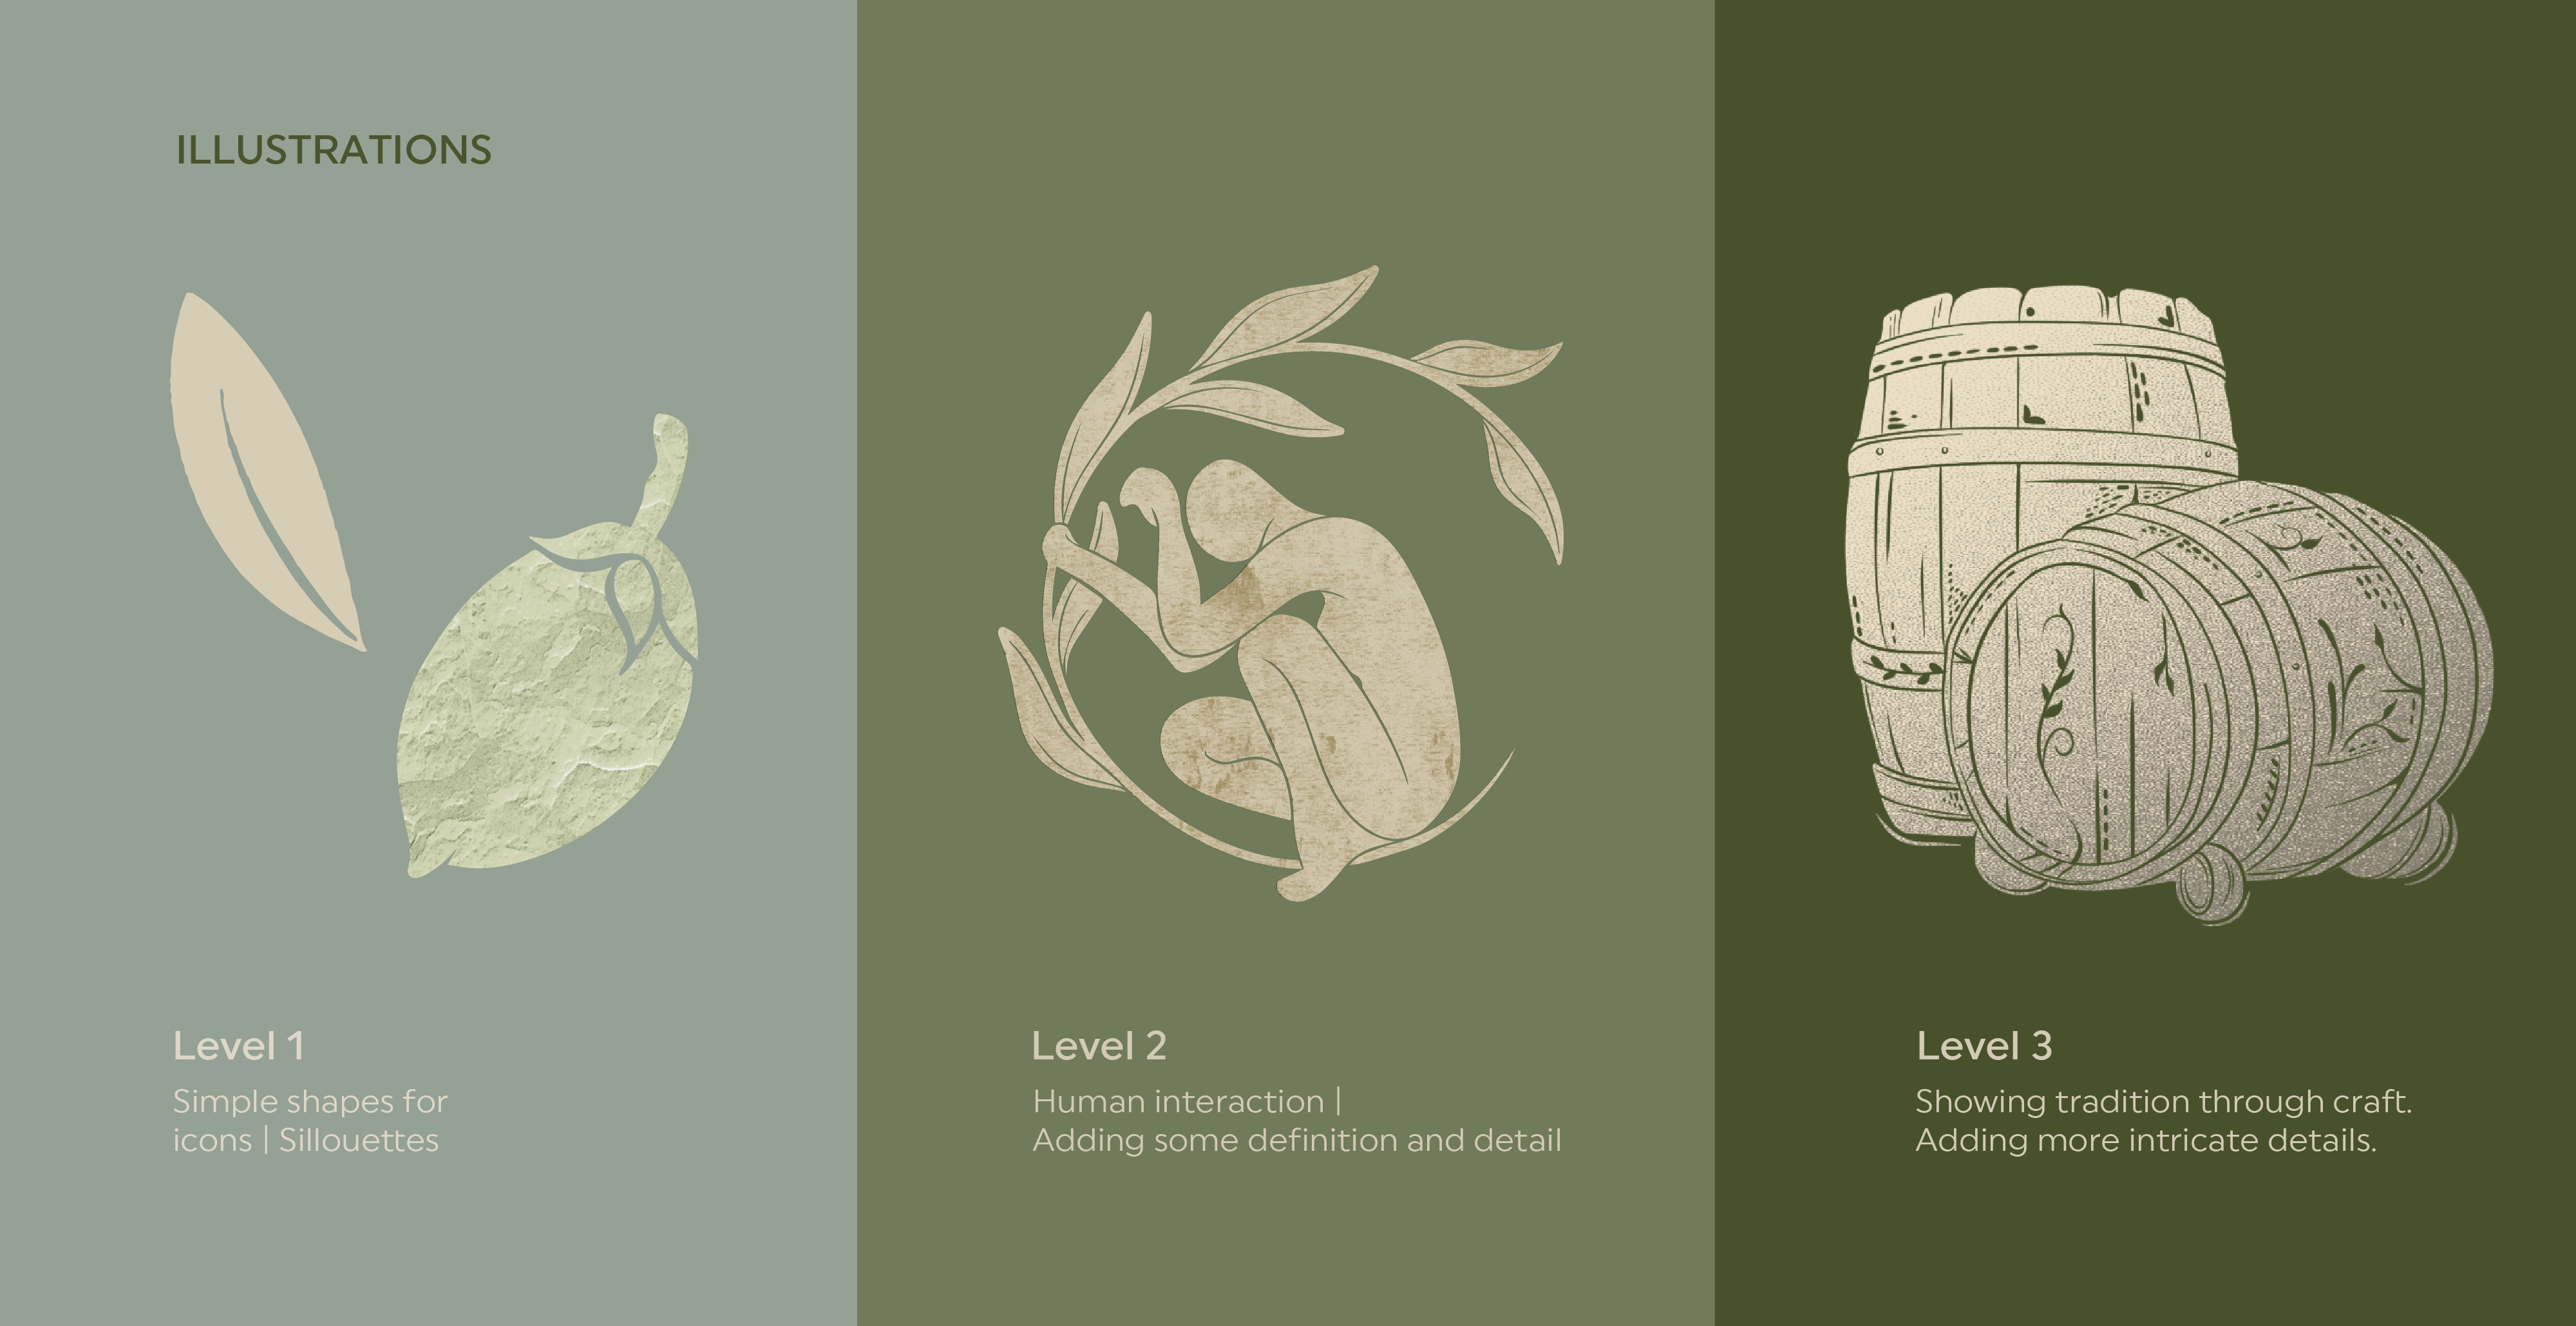 ILLUSTRATIONS
Level 1
Simple shapes for
icons | Sillouettes
Level 2
Human interaction |
Adding some definition and detail
Level 3
Showing tradition through craft.
Adding more intricate details.